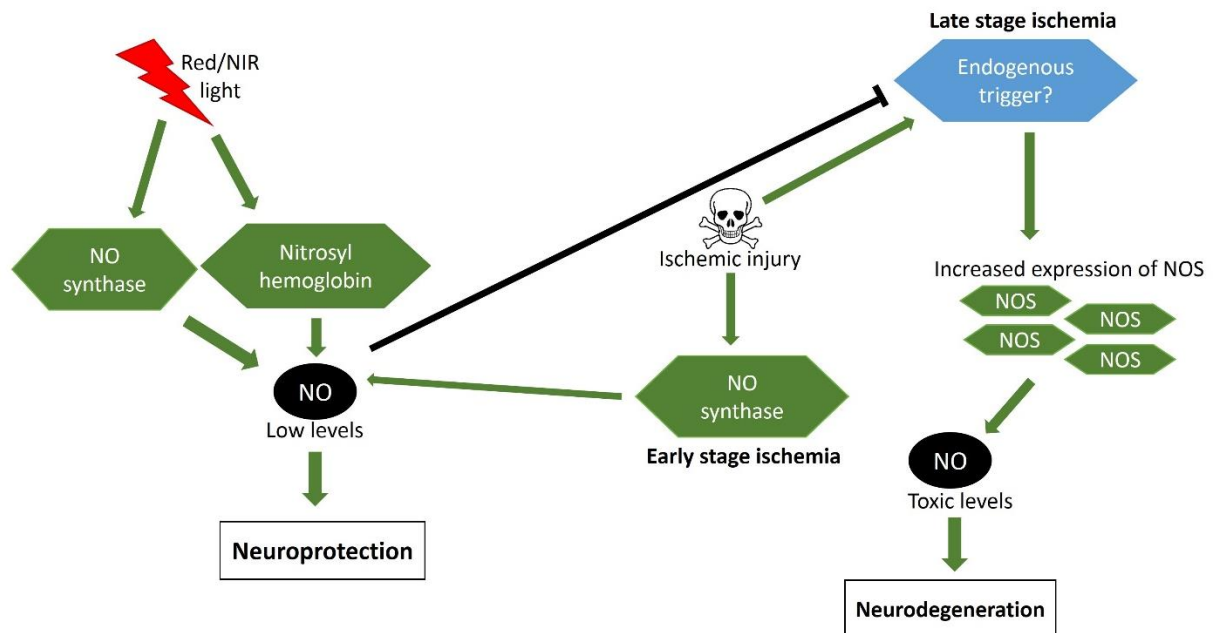 Late stage ischemia
Red/NIR
light
Endogenous
trigger?
NO
synthase
Nitrosyl
hemoglobin
Ischemic injury
Increased expression of NOS
NOS
NOS
NOS
NOS
NO
Low levels
NO
synthase
Early stage ischemia
NO
Toxic levels
Neuroprotection
Neurodegeneration